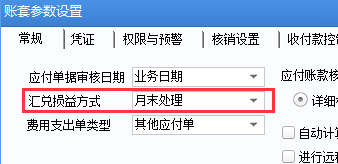 账套参数设置
常规 凭证 权限与预警 核销设置 收付款控
应付单据审核日期 业务日期 应付账款核
汇兑损益方式 月末处理 详细核
费用支出单类型 其他应付单
自动计算
进行远程